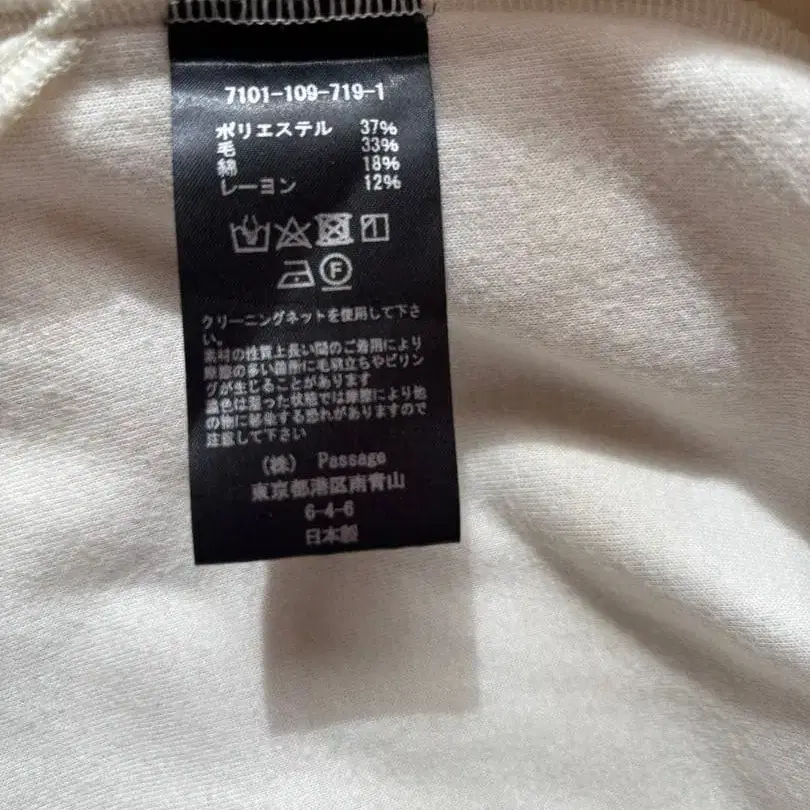 7101-109-719-1
ポリエステル 37%
毛 33%
綿 18%
レーヨン 12%
F
クリーニングネットを使用して下さ
い。
素材の性質上長い間のご着用により
摩擦の多い箇所に毛羽立ちやピリン
グが生じることがあります
濃色は湿った状態では摩擦により他
の物に移染する恐れがありますので
注意して下さい
(株) Passage
東京都港区南青山
6-4-6
日本製